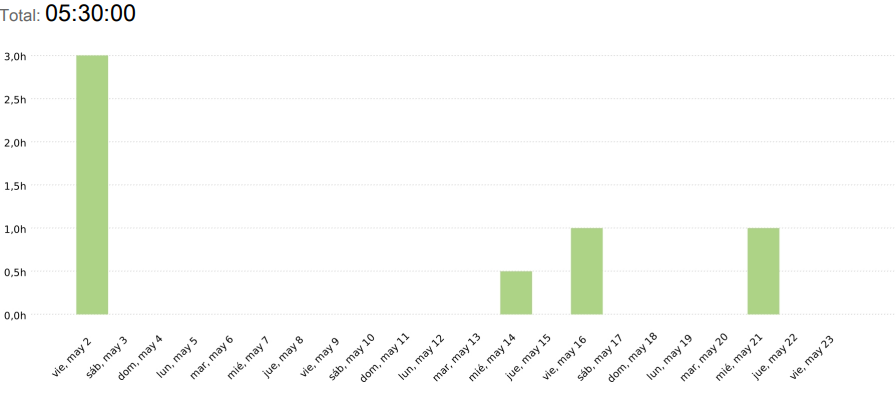 Total: 05:30:00
3,0h
2,5h
2,0h
1,5h
1,0h
0,5h
0,0h
vie, may 2
sáb, may 3
dom, may 4
lun, may 5
mar, may 6
mié, may 7
jue, may 8
vie, may 9
sáb, may 10
dom, may 11
lun, may 12
mar, may 13
mié, may 14
jue, may 15
vie, may 16
sáb, may 17
dom, may 18
lun, may 19
mar, may 20
mié, may 21
jue, may 22
vie, may 23